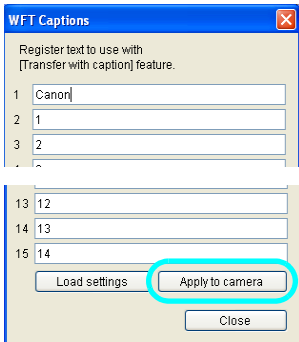 WFT Captions
Register text to use with
[Transfer with caption] feature.
1 Canon
2 1
3 2
13 12
14 13
15 14
Load settings Apply to camera
Close